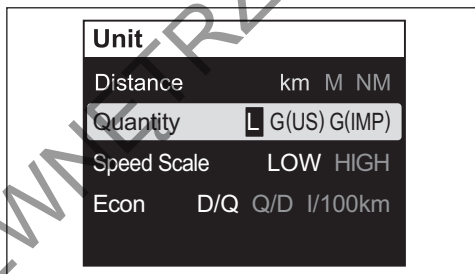 Unit
Distance km M NM
Quantity L G(US) G(IMP)
Speed Scale LOW HIGH
Econ D/Q Q/D l/100km